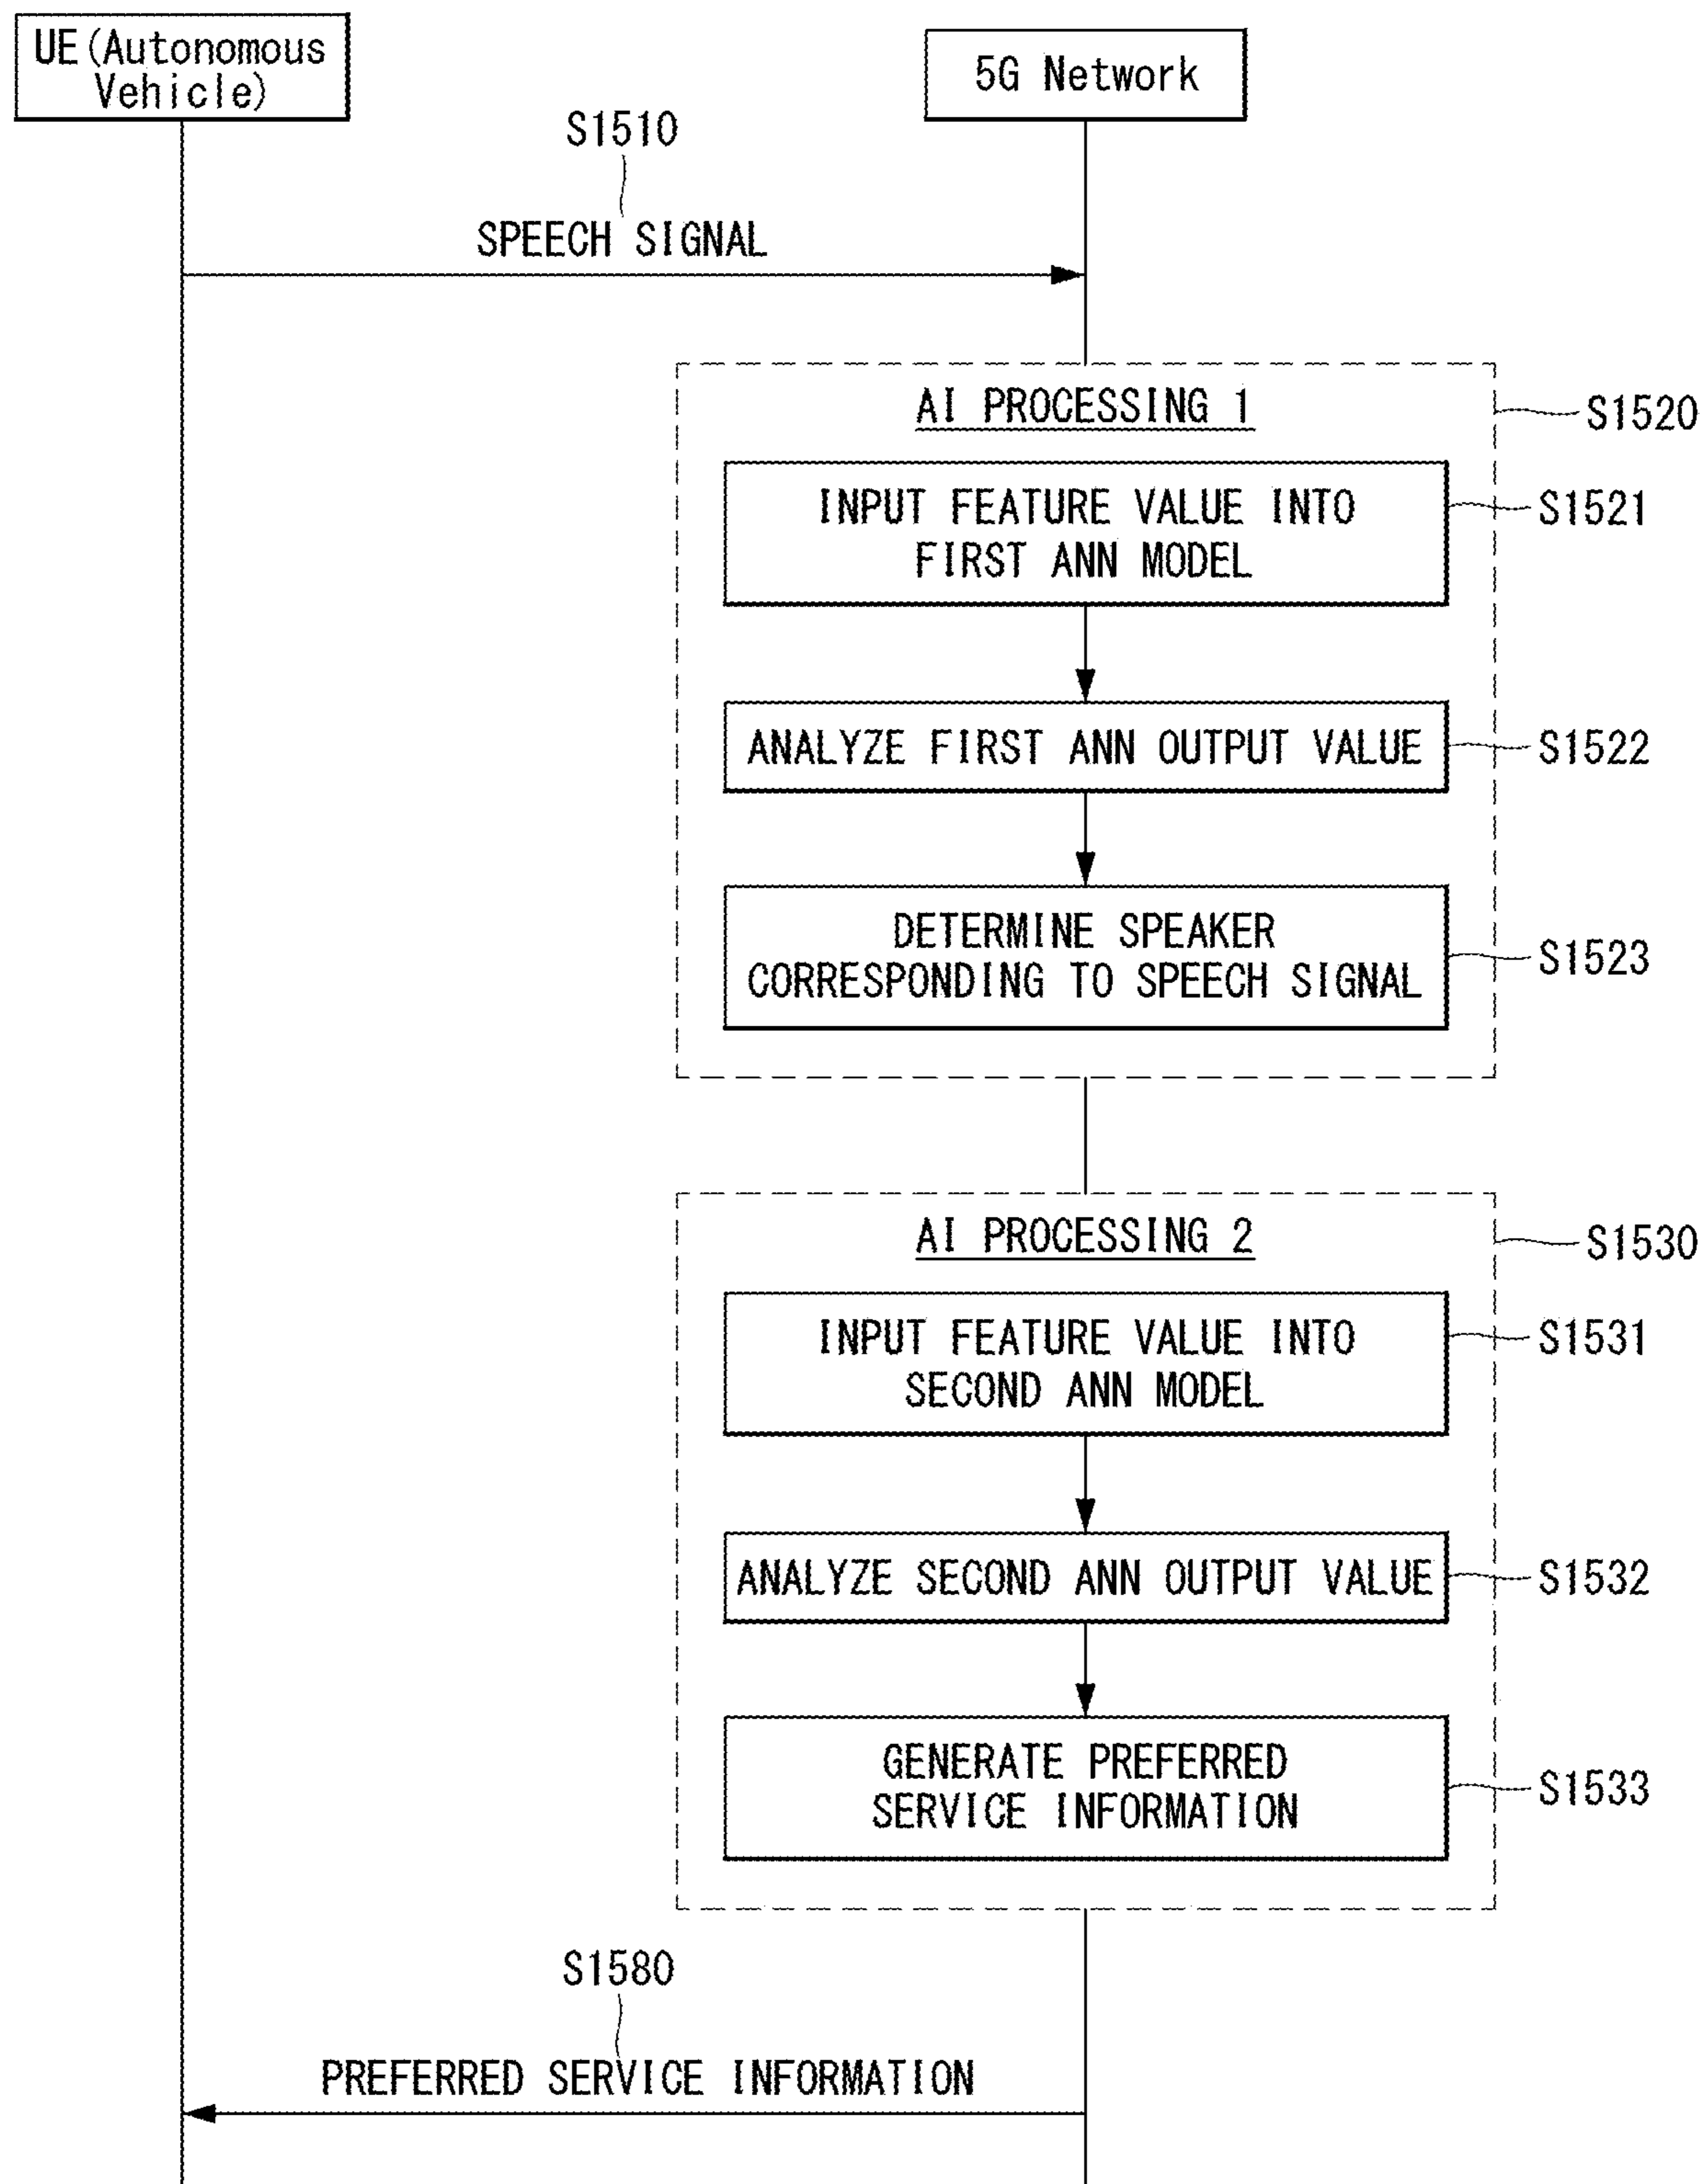 UE(Autonomous
Vehicle)
5G Network
S1510
SPEECH SIGNAL
AI PROCESSING 1
S1520
INPUT FEATURE VALUE INTO
FIRST ANN MODEL
S1521
ANALYZE FIRST ANN OUTPUT VALUE
S1522
DETERMINE SPEAKER
CORRESPONDING TO SPEECH SIGNAL
S1523
AI PROCESSING 2
S1530
INPUT FEATURE VALUE INTO
SECOND ANN MODEL
S1531
ANALYZE SECOND ANN OUTPUT VALUE
S1532
GENERATE PREFERRED
SERVICE INFORMATION
S1533
S1580
PREFERRED SERVICE INFORMATION